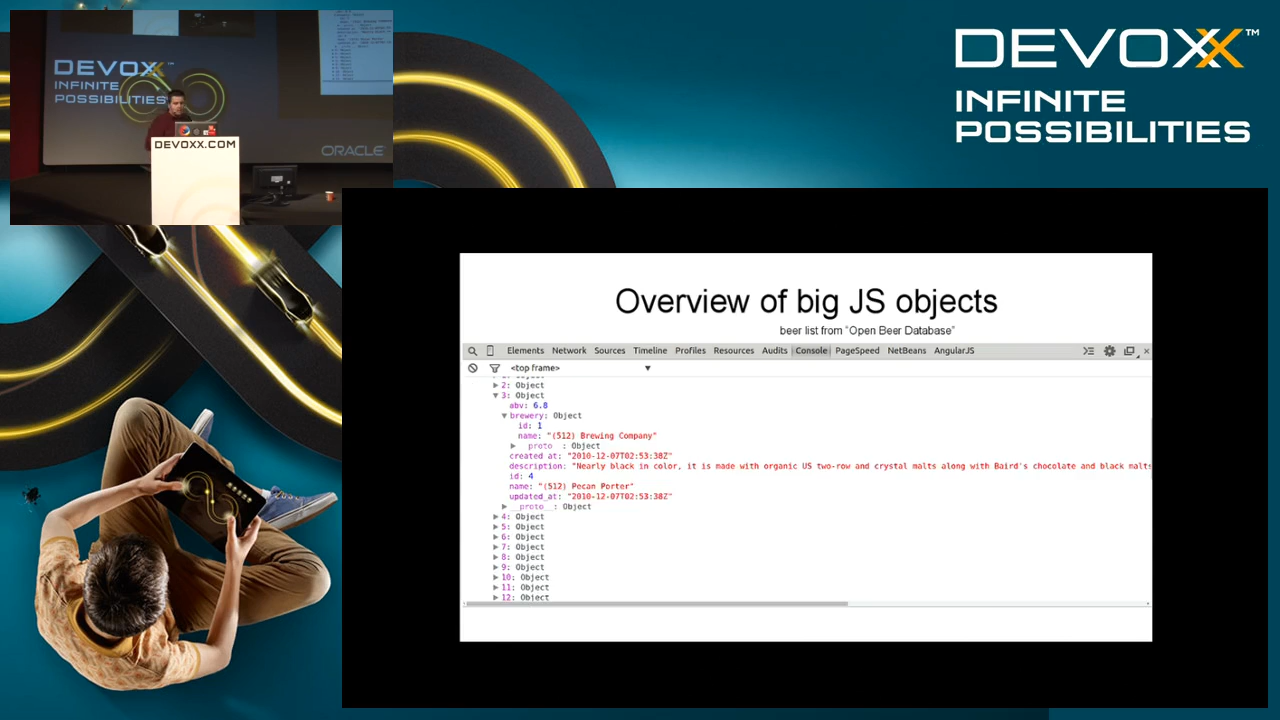 DEVOXX™
INFINITE
POSSIBILITIES
DEVOXX™
INFINITE
POSSIBILITIES
ORACLE
DEVOXX.COM
Overview of big JS objects
beer list from "Open Beer Database"
Elements Network Sources Timeline Profiles Resources Audits Console PageSpeed NetBeans AngularJS
<top frame>
2: Object
3: Object
abv: 6.8
brewery: Object
id: 1
name: "(512) Brewing Company"
__proto__: Object
created_at: "2010-12-07T02:53:38Z"
description: "Nearly black in color, it is made with organic US two-row and crystal malts along with Baird's chocolate and black malts
id: 4
name: "(512) Pecan Porter"
updated_at: "2010-12-07T02:53:38Z"
__proto__: Object
4: Object
5: Object
6: Object
7: Object
8: Object
9: Object
10: Object
11: Object
12: Object